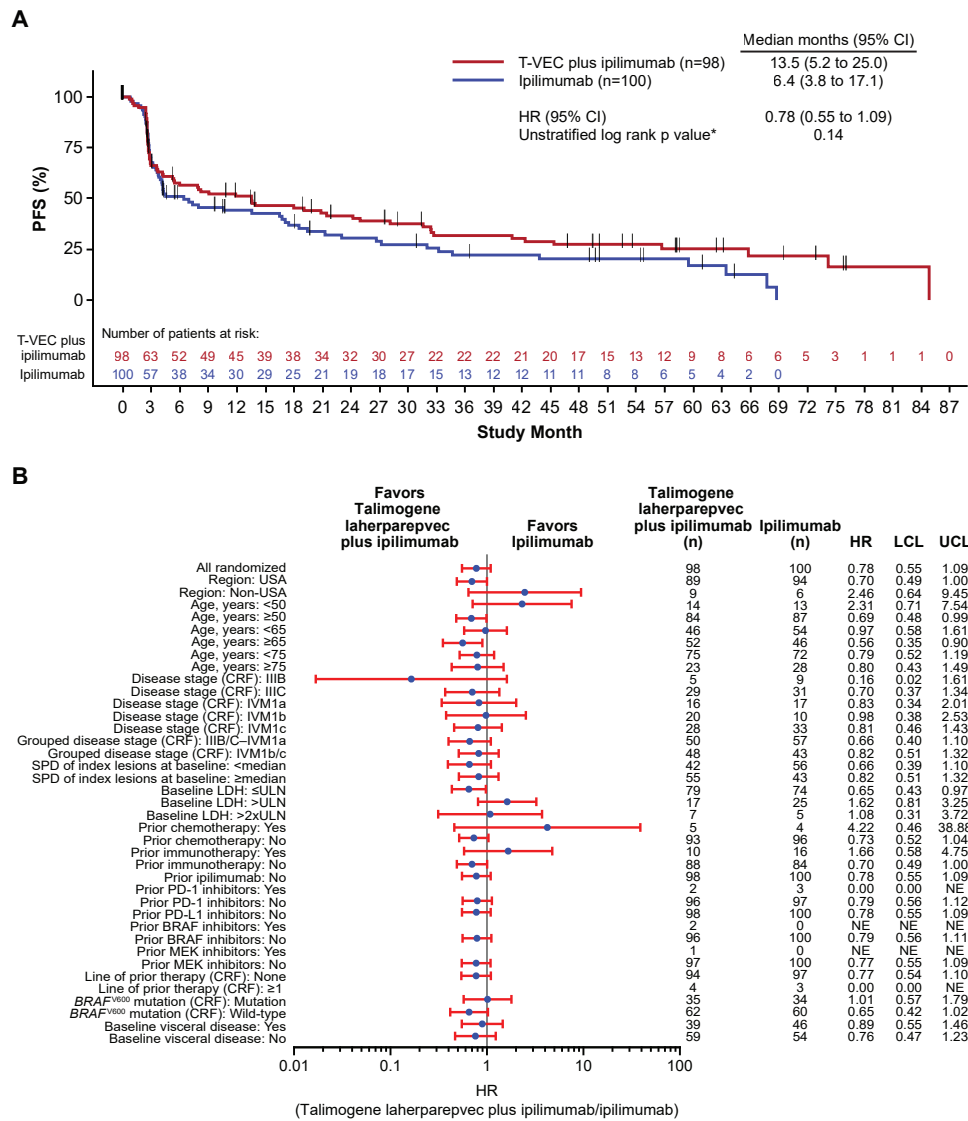 A
Median months (95% CI)
T-VEC plus ipilimumab (n=98) 13.5 (5.2 to 25.0)
Ipilimumab (n=100) 6.4 (3.8 to 17.1)
HR (95% CI) 0.78 (0.55 to 1.09)
Unstratified log rank p value* 0.14
PFS (%)
100
75
50
25
0
Number of patients at risk:
T-VEC plus
ipilimumab 98 63 52 49 45 39 38 34 32 30 27 22 22 22 21 20 17 15 13 12 9 8 6 6 5 3 1 1 1 0
Ipilimumab 100 57 38 34 30 29 25 21 19 18 17 15 13 12 12 11 11 8 8 6 5 4 2 0
0 3 6 9 12 15 18 21 24 27 30 33 36 39 42 45 48 51 54 57 60 63 66 69 72 75 78 81 84 87
Study Month
B
Favors
Talimogene
laherparepvec
plus ipilimumab
Favors
Ipilimumab
Talimogene
laherparepvec
plus ipilimumab
(n)
Ipilimumab
(n)
HR LCL UCL
All randomized 98 100 0.78 0.55 1.09
Region: USA 89 94 0.70 0.49 1.00
Region: Non-USA 9 6 2.46 0.64 9.45
Age, years: <50 14 13 2.31 0.71 7.54
Age, years: ≥50 84 87 0.69 0.48 0.99
Age, years: <65 46 54 0.97 0.58 1.61
Age, years: ≥65 52 46 0.56 0.35 0.90
Age, years: <75 75 72 0.79 0.52 1.19
Age, years: ≥75 23 28 0.80 0.43 1.49
Disease stage (CRF): IIIB 5 9 0.16 0.02 1.61
Disease stage (CRF): IIIC 29 31 0.70 0.37 1.34
Disease stage (CRF): IVM1a 16 17 0.83 0.34 2.01
Disease stage (CRF): IVM1b 20 10 0.98 0.38 2.53
Disease stage (CRF): IVM1c 28 33 0.81 0.46 1.43
Grouped disease stage (CRF): IIIB/C–IVM1a 50 57 0.66 0.40 1.10
Grouped disease stage (CRF): IVM1b/c 48 43 0.82 0.51 1.32
SPD of index lesions at baseline: <median 42 56 0.66 0.39 1.10
SPD of index lesions at baseline: ≥median 55 43 0.82 0.51 1.32
Baseline LDH: ≤ULN 79 74 0.65 0.43 0.97
Baseline LDH: >ULN 17 25 1.62 0.81 3.25
Baseline LDH: >2xULN 7 5 1.08 0.31 3.72
Prior chemotherapy: Yes 5 4 4.22 0.46 38.88
Prior chemotherapy: No 93 96 0.73 0.52 1.04
Prior immunotherapy: Yes 10 16 1.66 0.58 4.75
Prior immunotherapy: No 88 84 0.70 0.49 1.00
Prior ipilimumab: No 98 100 0.78 0.55 1.09
Prior PD-1 inhibitors: Yes 2 3 0.00 0.00 NE
Prior PD-1 inhibitors: No 96 97 0.79 0.56 1.12
Prior PD-L1 inhibitors: No 98 100 0.78 0.55 1.09
Prior BRAF inhibitors: Yes 2 0 NE NE NE
Prior BRAF inhibitors: No 96 100 0.79 0.56 1.11
Prior MEK inhibitors: Yes 1 0 NE NE NE
Prior MEK inhibitors: No 97 100 0.77 0.55 1.09
Line of prior therapy (CRF): None 94 97 0.77 0.54 1.10
Line of prior therapy (CRF): ≥1 4 3 0.00 0.00 NE
BRAF V600 mutation (CRF): Mutation 35 34 1.01 0.57 1.79
BRAF V600 mutation (CRF): Wild-type 62 60 0.65 0.42 1.02
Baseline visceral disease: Yes 39 46 0.89 0.55 1.46
Baseline visceral disease: No 59 54 0.76 0.47 1.23
0.01 0.1 1 10 100
HR
(Talimogene laherparepvec plus ipilimumab/ipilimumab)